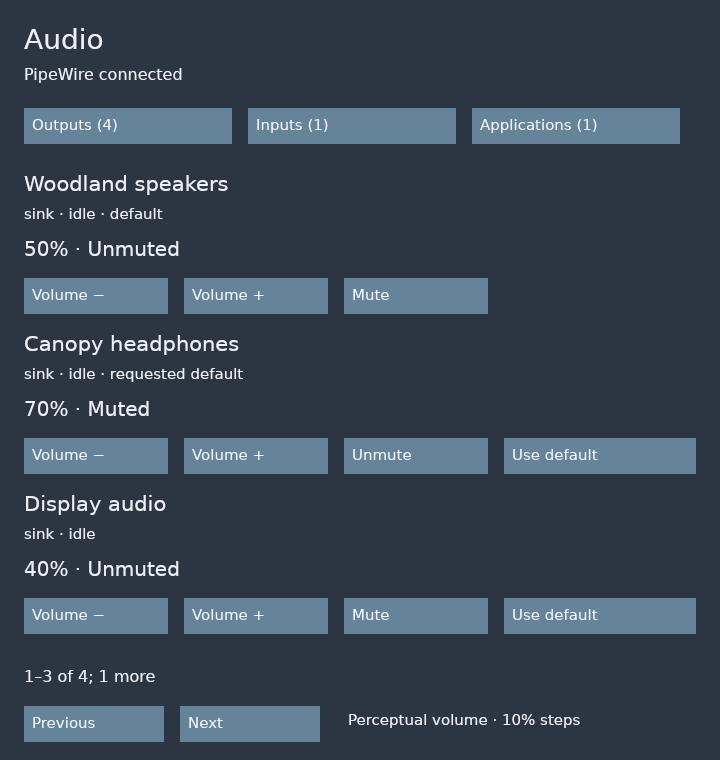 Audio
PipeWire connected
Outputs (4) Inputs (1) Applications (1)
Woodland speakers
sink · idle · default
50% · Unmuted
Volume − Volume + Mute
Canopy headphones
sink · idle · requested default
70% · Muted
Volume − Volume + Unmute Use default
Display audio
sink · idle
40% · Unmuted
Volume − Volume + Mute Use default
1–3 of 4; 1 more
Previous Next Perceptual volume · 10% steps